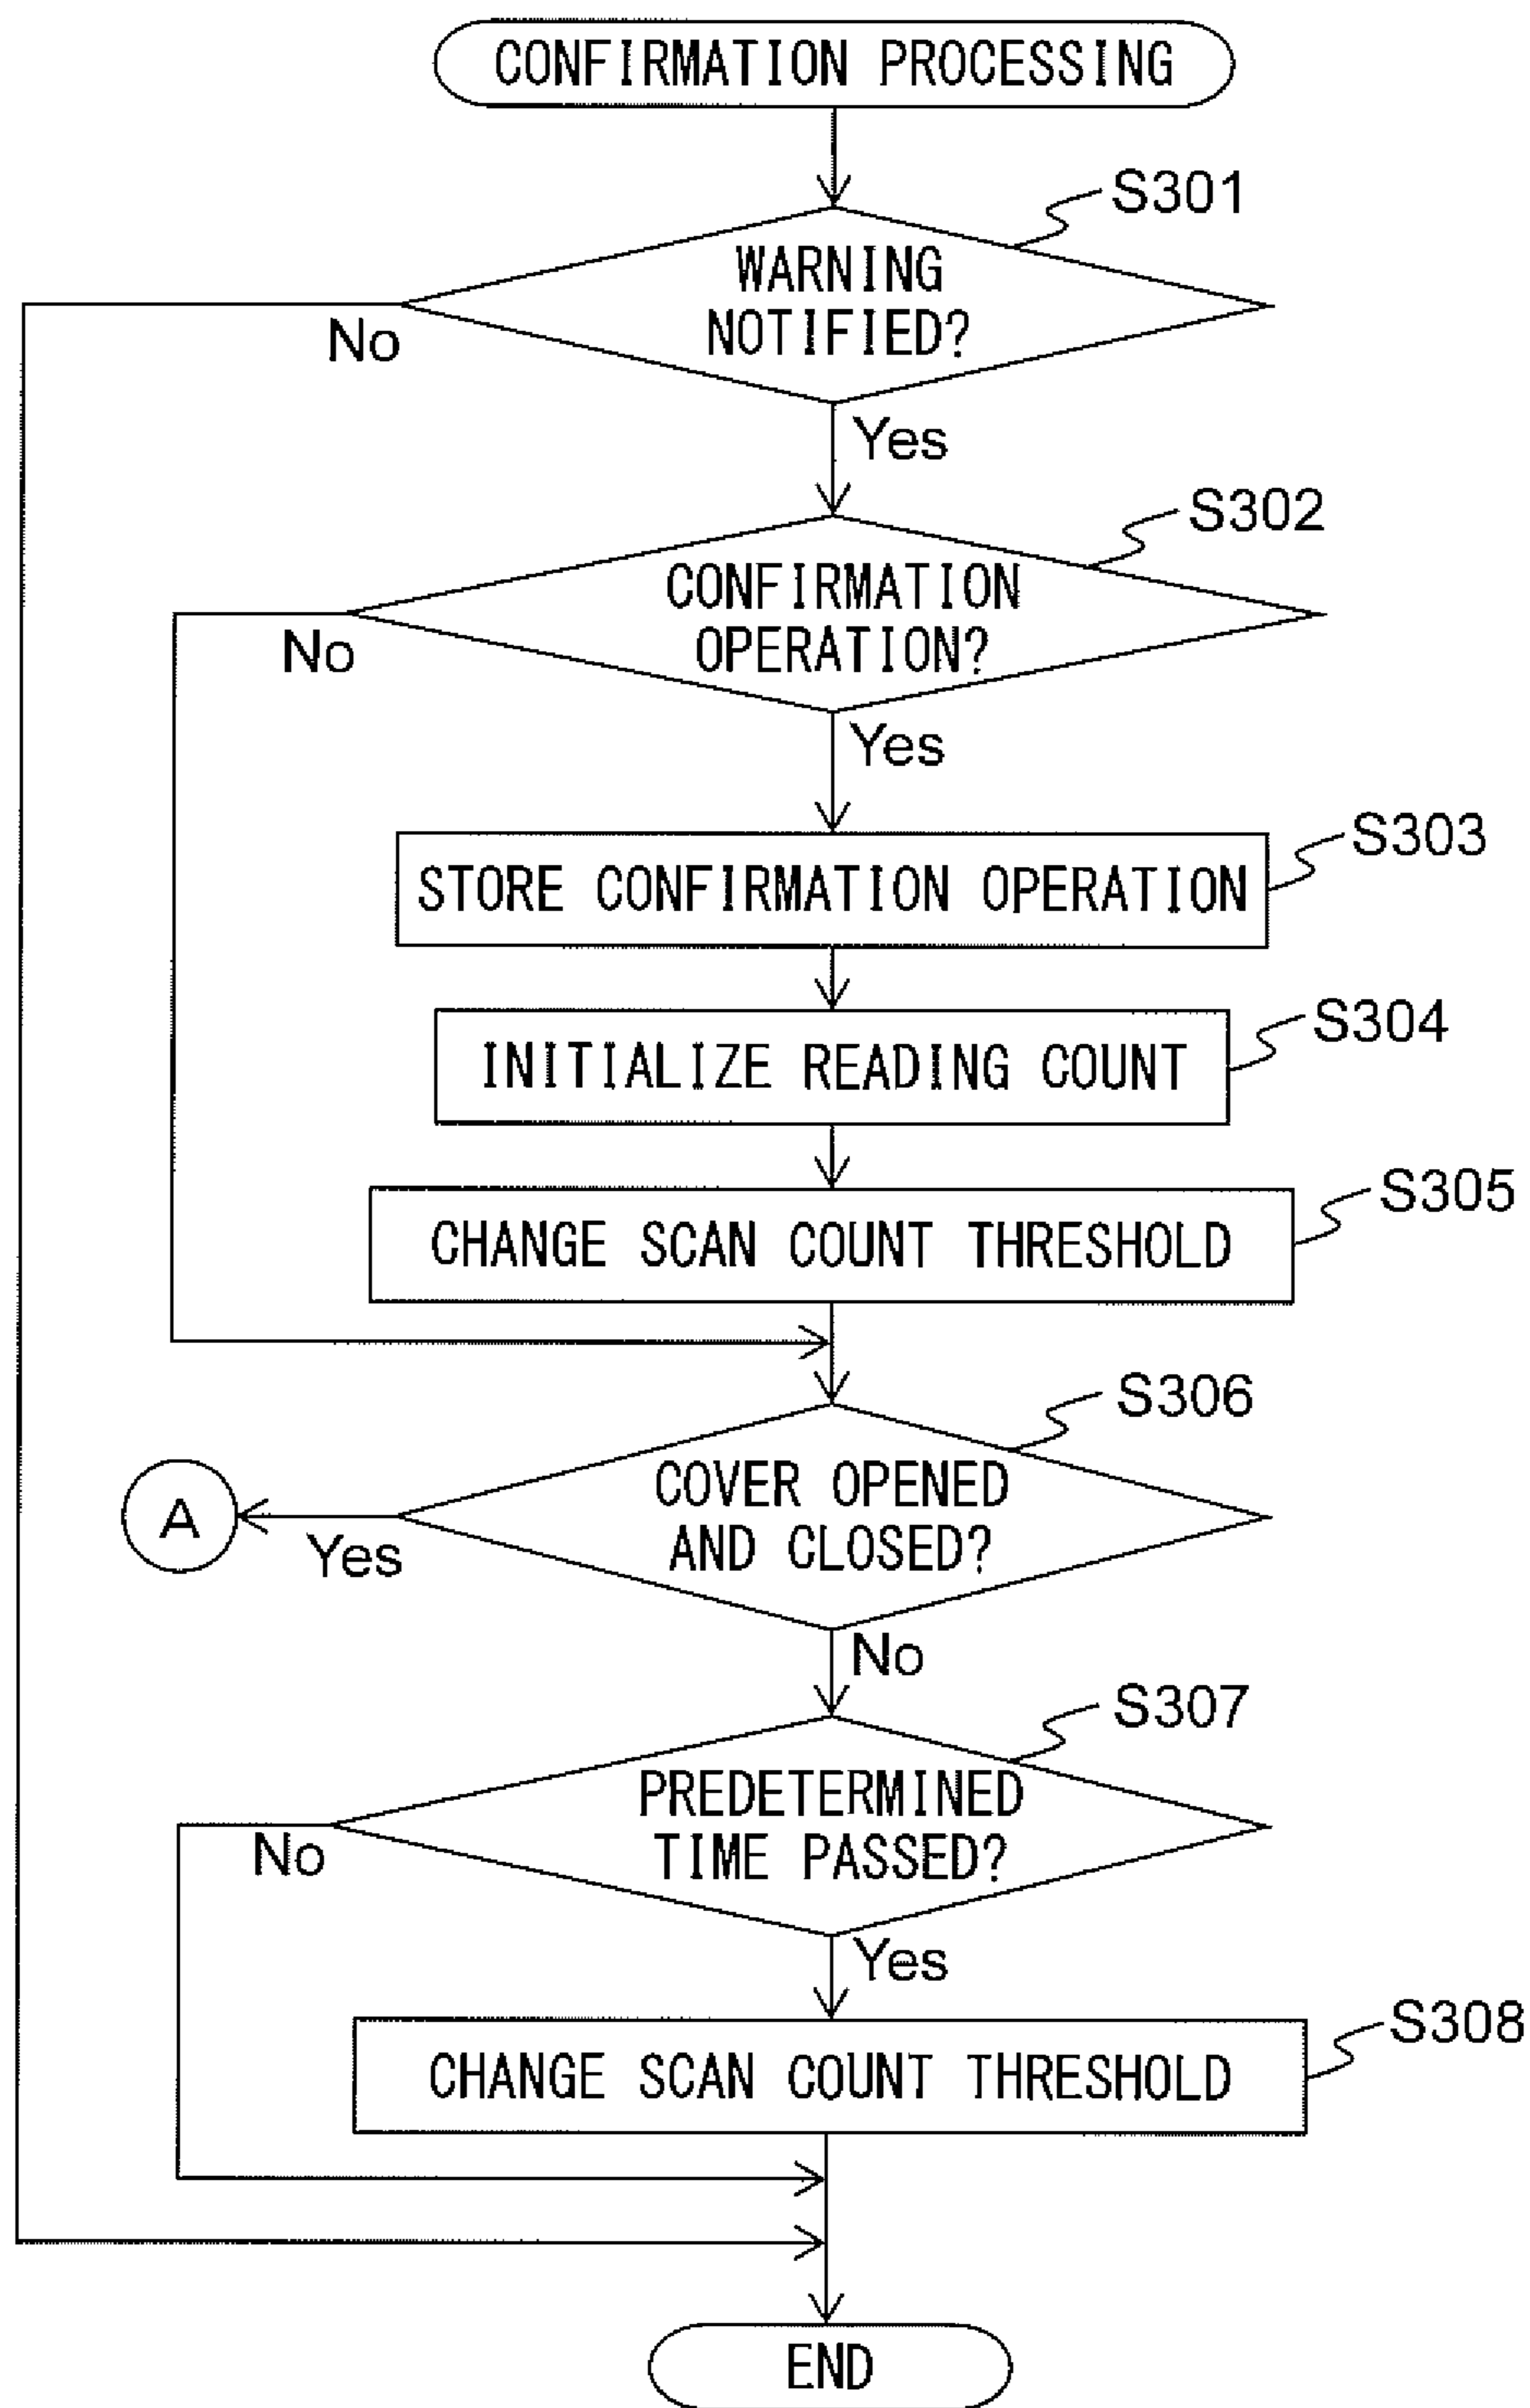 CONFIRMATION PROCESSING
S301
WARNING
NOTIFIED?
No
Yes
S302
CONFIRMATION
OPERATION?
No
Yes
S303
STORE CONFIRMATION OPERATION
S304
INITIALIZE READING COUNT
S305
CHANGE SCAN COUNT THRESHOLD
S306
COVER OPENED
AND CLOSED?
A
Yes
No
S307
PREDETERMINED
TIME PASSED?
No
Yes
S308
CHANGE SCAN COUNT THRESHOLD
END